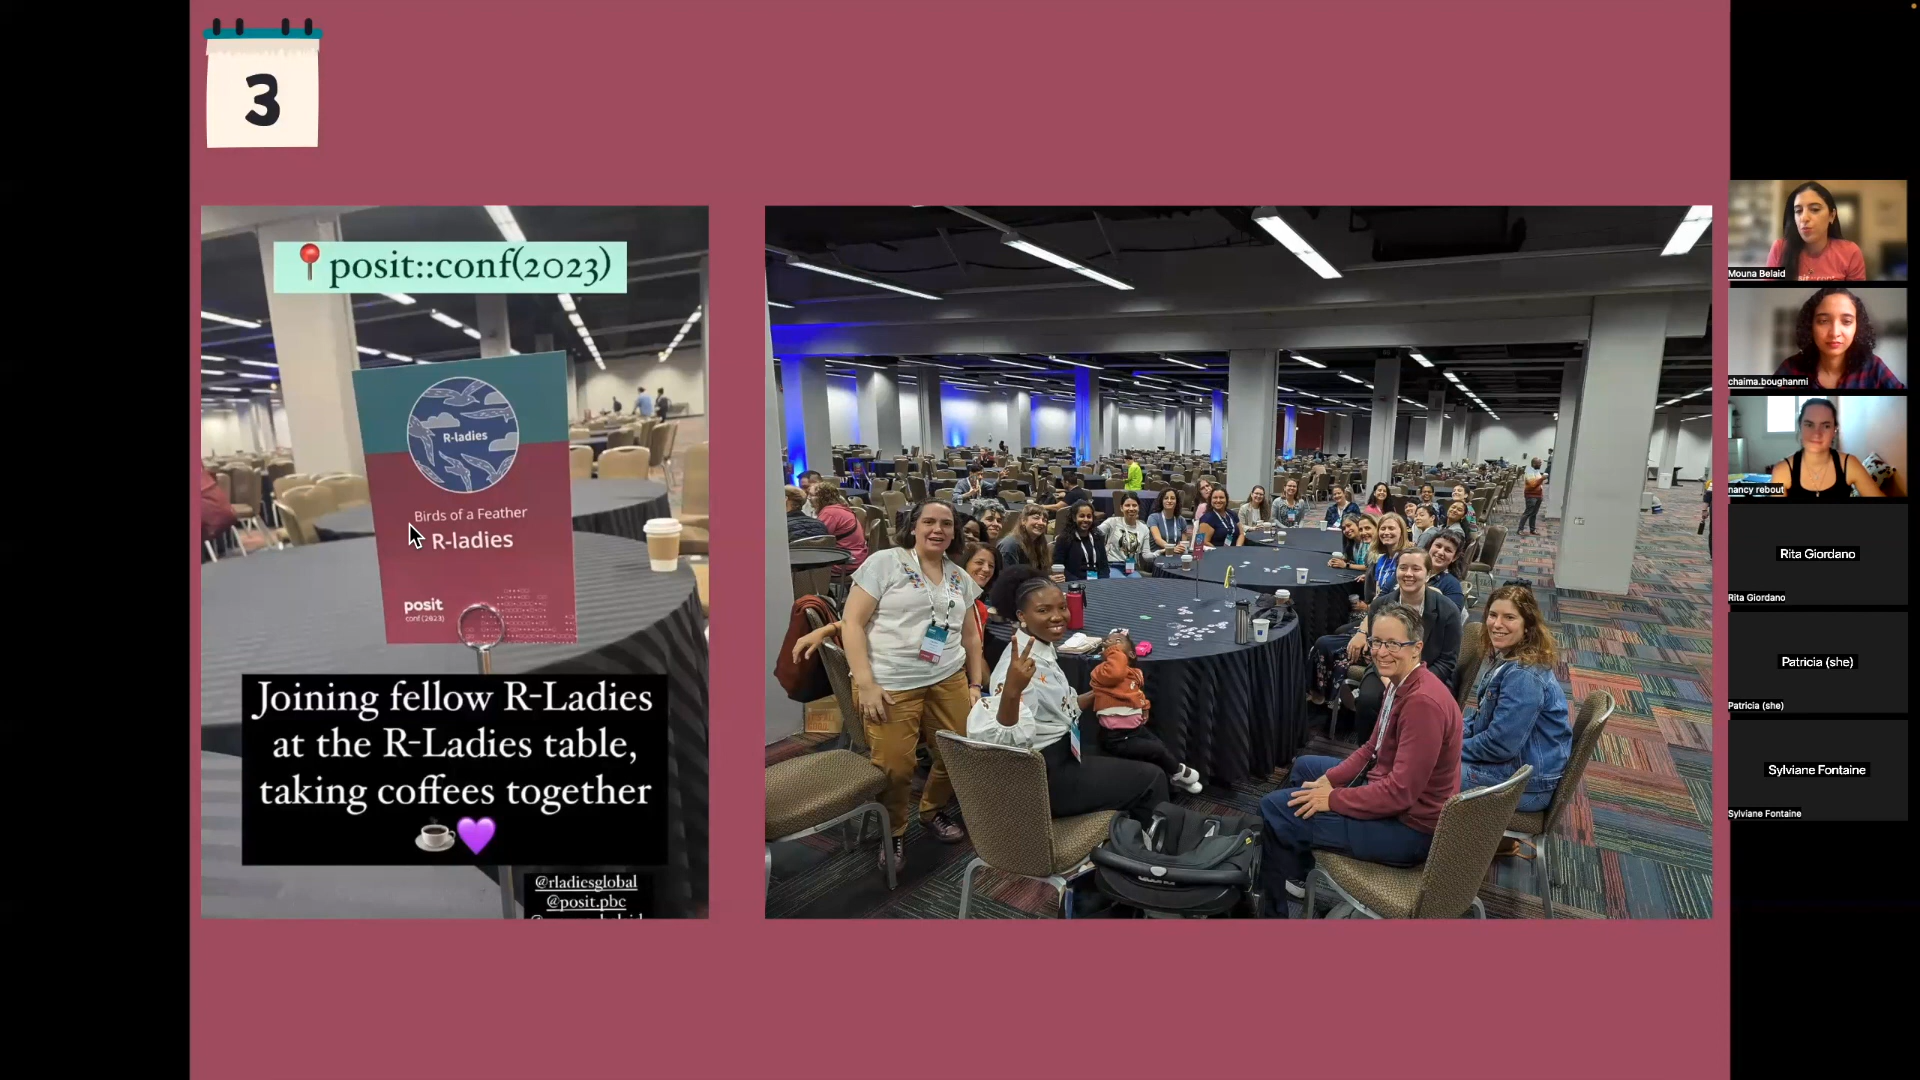 3
📍posit::conf(2023)
R-ladies
Birds of a Feather
R-ladies
posit
conf(2023)
Joining fellow R-Ladies
at the R-Ladies table,
taking coffees together
☕💜
@rladiesglobal
@posit.pbc
Mouna Belaid
chaima.boughanmi
nancy rebout
Rita Giordano
Rita Giordano
Patricia (she)
Patricia (she)
Sylviane Fontaine
Sylviane Fontaine